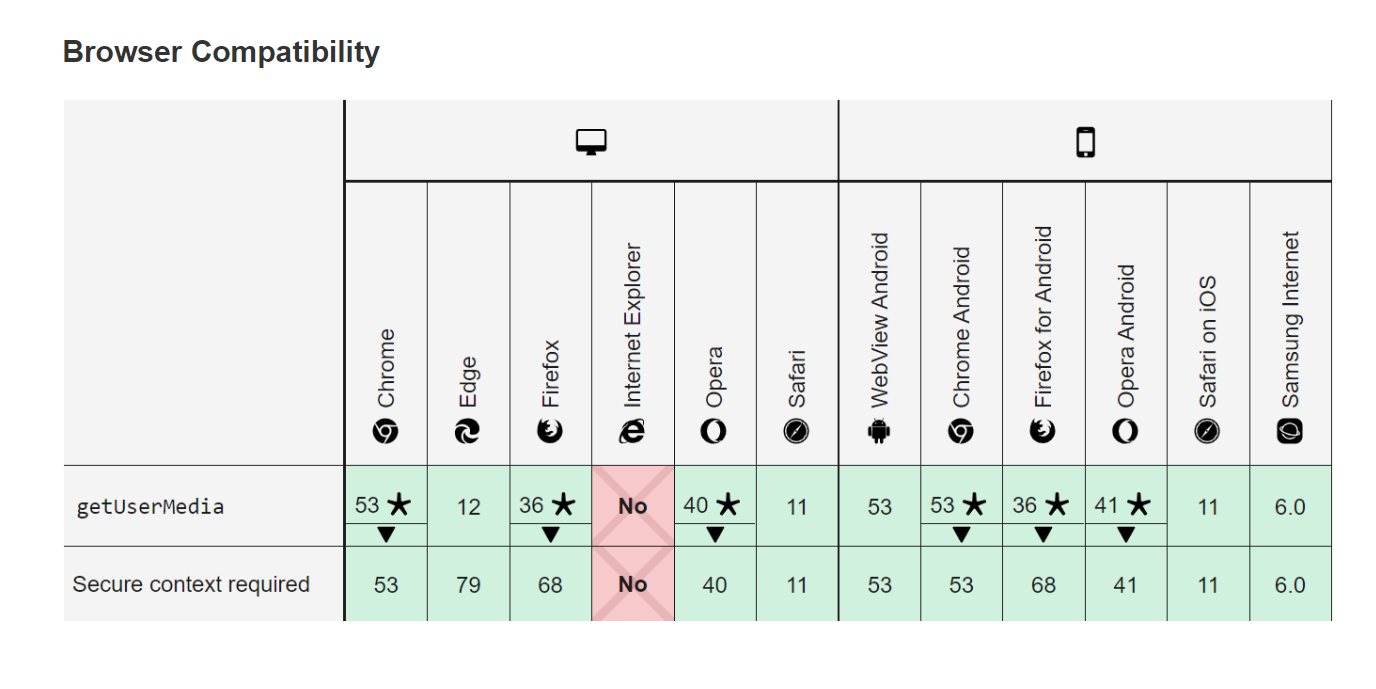 Browser Compatibility
Chrome
Edge
Firefox
Internet Explorer
Opera
Safari
WebView Android
Chrome Android
Firefox for Android
Opera Android
Safari on iOS
Samsung Internet
getUserMedia 53 ★ 12 36 ★ No 40 ★ 11 53 53 ★ 36 ★ 41 ★ 11 6.0
Secure context required 53 79 68 No 40 11 53 53 68 41 11 6.0